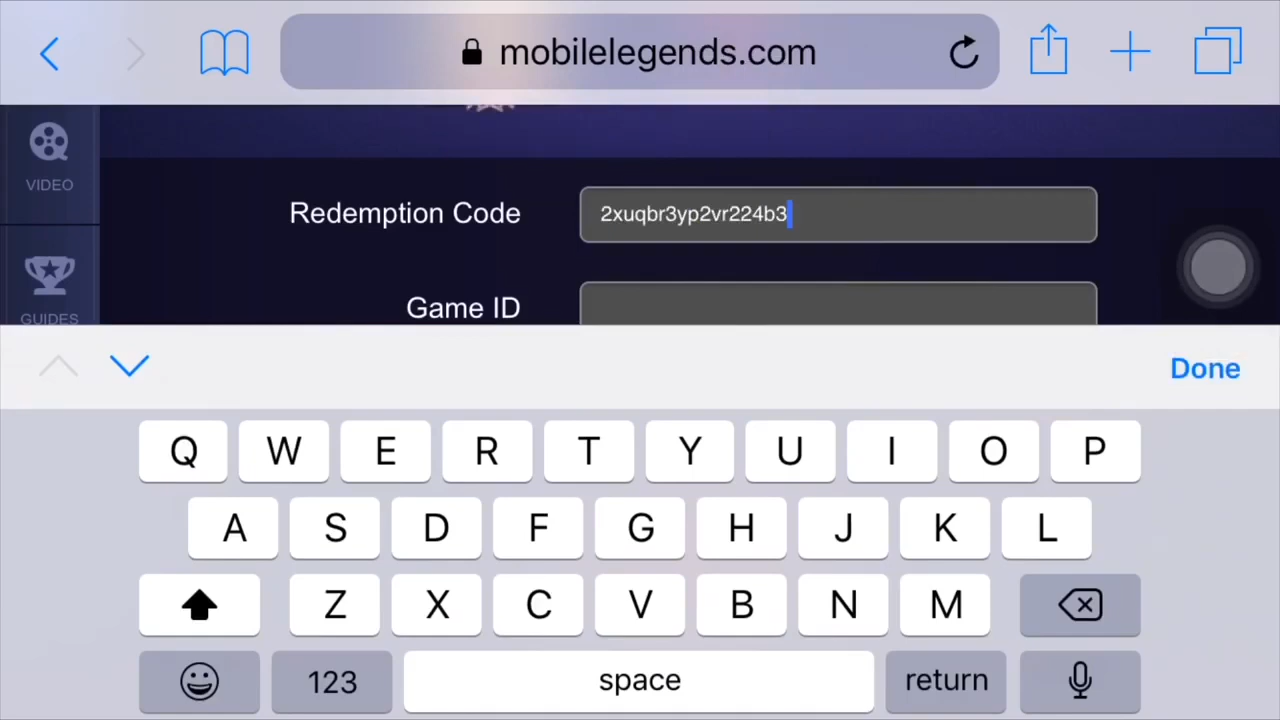 mobilelegends.com
VIDEO
Redemption Code
2xuqbr3yp2vr224b3
Game ID
GUIDES
Done
Q W E R T Y U I O P
A S D F G H J K L
Z X C V B N M
123 space return